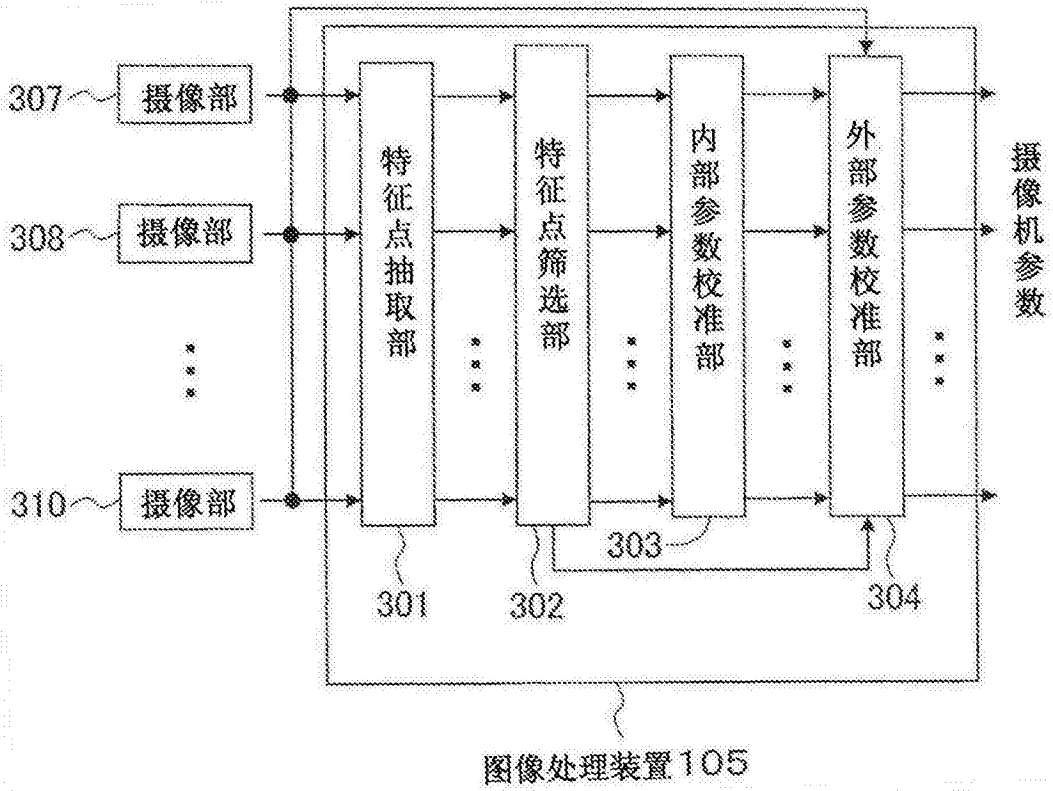 307
摄像部
308
摄像部
310
摄像部
特征点抽取部
特征点筛选部
内部参数校准部
外部参数校准部
摄像机参数
301
302
303
304
图像处理装置105